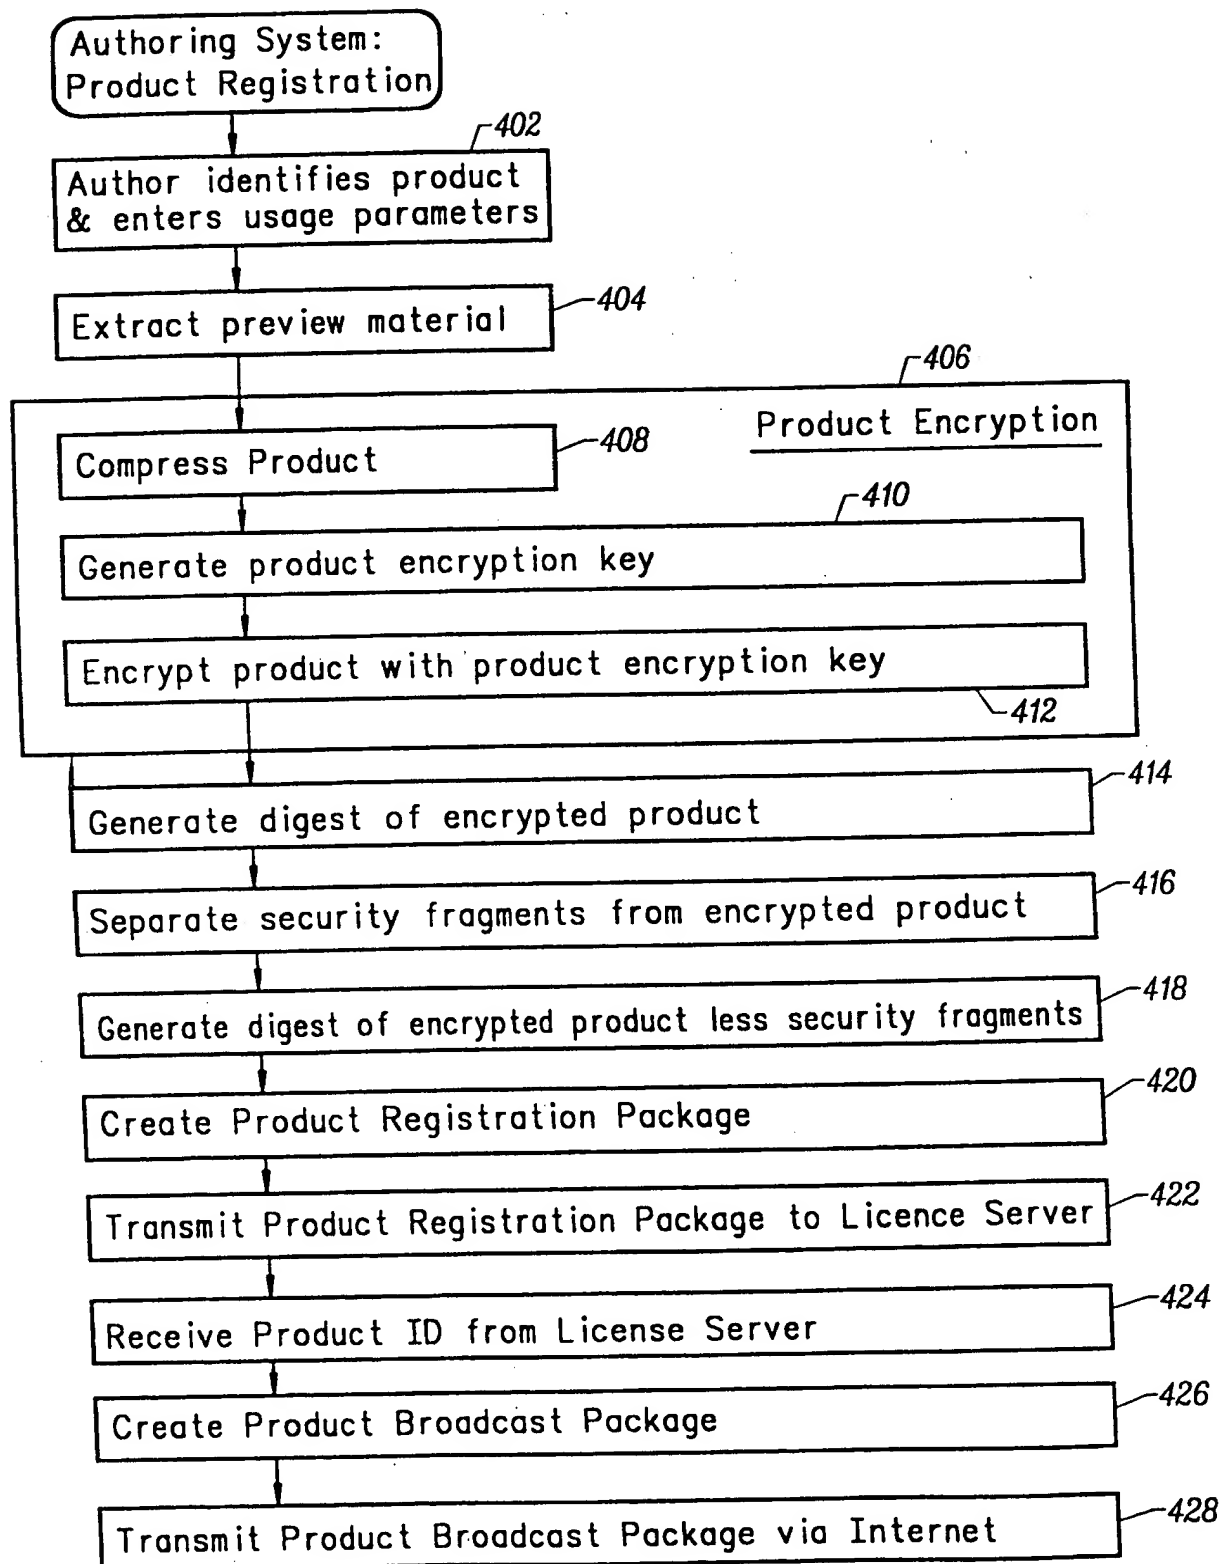 Authoring System:
Product Registration
402
Author identifies product
& enters usage parameters
404
Extract preview material
406
Product Encryption
408
Compress Product
410
Generate product encryption key
Encrypt product with product encryption key
412
414
Generate digest of encrypted product
416
Separate security fragments from encrypted product
418
Generate digest of encrypted product less security fragments
420
Create Product Registration Package
422
Transmit Product Registration Package to Licence Server
424
Receive Product ID from License Server
426
Create Product Broadcast Package
428
Transmit Product Broadcast Package via Internet